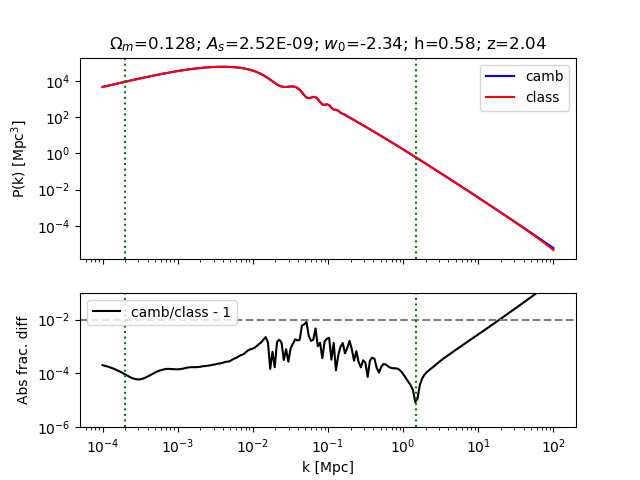 Ωₘ=0.128; Aₛ=2.52E-09; w₀=-2.34; h=0.58; z=2.04
camb
class
P(k) [Mpc³]
10⁴
10²
10⁰
10⁻²
10⁻⁴
camb/class - 1
Abs frac. diff
10⁻²
10⁻⁴
10⁻⁶
10⁻⁴ 10⁻³ 10⁻² 10⁻¹ 10⁰ 10¹ 10²
k [Mpc]